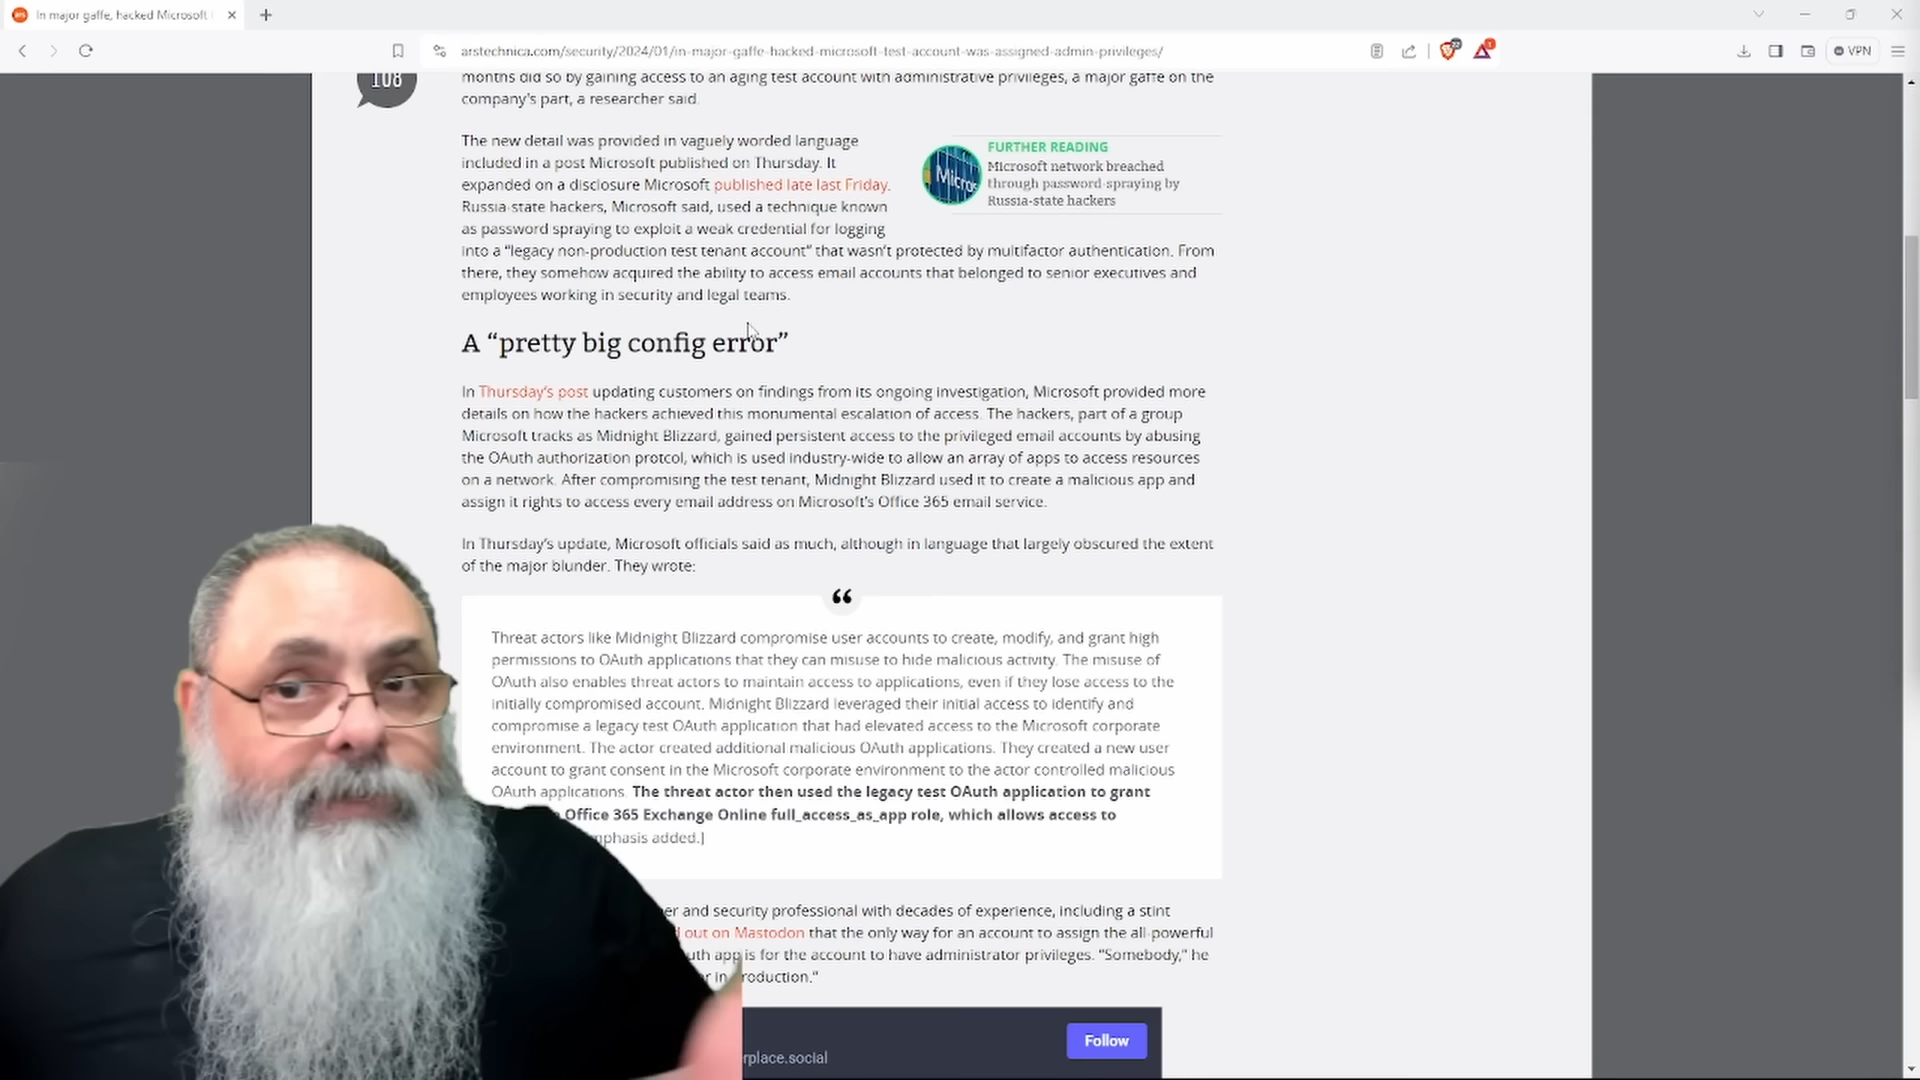 In major gaffe, hacked Microsoft
arstechnica.com/security/2024/01/in-major-gaffe-hacked-microsoft-test-account-was-assigned-admin-privileges/
VPN
108
months did so by gaining access to an aging test account with administrative privileges, a major gaffe on the
company's part, a researcher said.
The new detail was provided in vaguely worded language
included in a post Microsoft published on Thursday. It
expanded on a disclosure Microsoft published late last Friday.
Russia-state hackers, Microsoft said, used a technique known
as password spraying to exploit a weak credential for logging
into a “legacy non-production test tenant account” that wasn't protected by multifactor authentication. From
there, they somehow acquired the ability to access email accounts that belonged to senior executives and
employees working in security and legal teams.
FURTHER READING
Microsoft network breached
through password-spraying by
Russia-state hackers
A “pretty big config error”
In Thursday's post updating customers on findings from its ongoing investigation, Microsoft provided more
details on how the hackers achieved this monumental escalation of access. The hackers, part of a group
Microsoft tracks as Midnight Blizzard, gained persistent access to the privileged email accounts by abusing
the OAuth authorization protcol, which is used industry-wide to allow an array of apps to access resources
on a network. After compromising the test tenant, Midnight Blizzard used it to create a malicious app and
assign it rights to access every email address on Microsoft's Office 365 email service.
In Thursday's update, Microsoft officials said as much, although in language that largely obscured the extent
of the major blunder. They wrote:
“
Threat actors like Midnight Blizzard compromise user accounts to create, modify, and grant high
permissions to OAuth applications that they can misuse to hide malicious activity. The misuse of
OAuth also enables threat actors to maintain access to applications, even if they lose access to the
initially compromised account. Midnight Blizzard leveraged their initial access to identify and
compromise a legacy test OAuth application that had elevated access to the Microsoft corporate
environment. The actor created additional malicious OAuth applications. They created a new user
account to grant consent in the Microsoft corporate environment to the actor controlled malicious
OAuth applications. The threat actor then used the legacy test OAuth application to grant
Office 365 Exchange Online full_access_as_app role, which allows access to
added.]
and security professional with decades of experience, including a stint
out on Mastodon that the only way for an account to assign the all-powerful
app is for the account to have administrator privileges. “Somebody,” he
in production.”
Follow